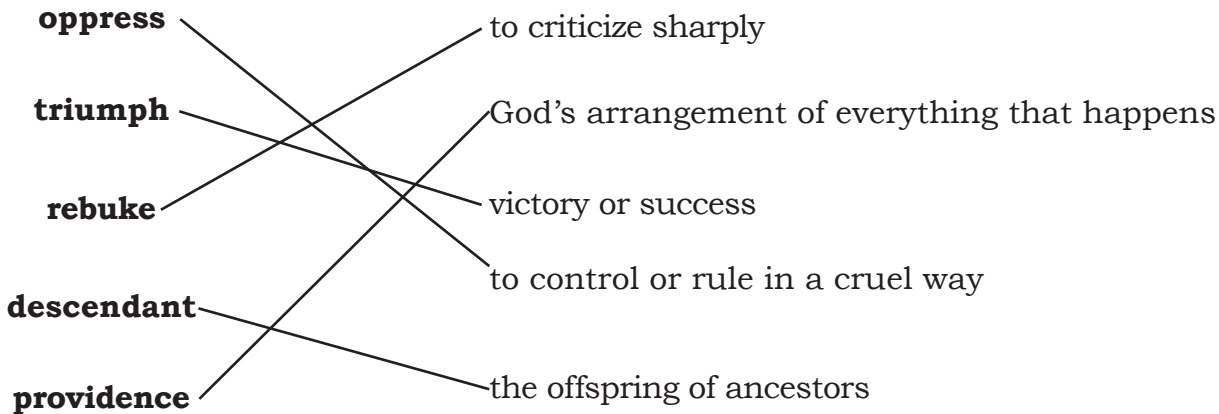 oppress
to criticize sharply
triumph
God’s arrangement of everything that happens
rebuke
victory or success
to control or rule in a cruel way
descendant
the offspring of ancestors
providence